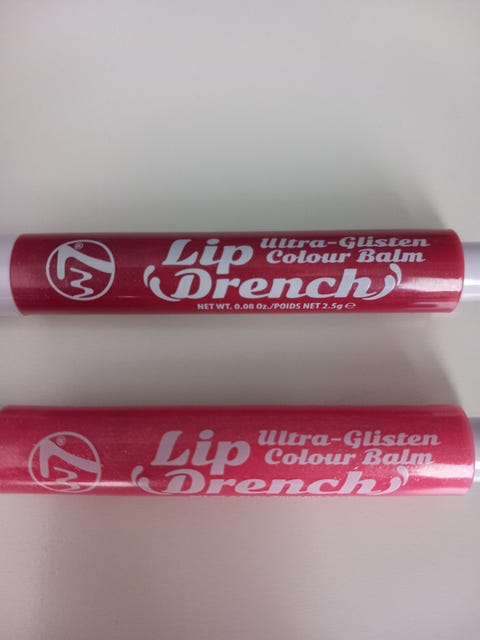 W7®
Lip Ultra-Glisten
Colour Balm
Drench
NET WT. 0.08 Oz./POIDS NET 2.5g ℮
W7®
Lip Ultra-Glisten
Colour Balm
Drench